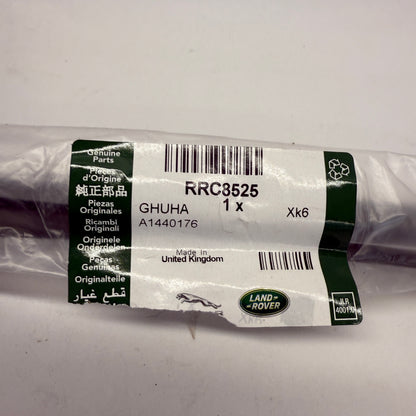 Genuine
Parts
Pièces
d'Origine
純正部品
Piezas
Originales
Ricambi
Originali
Originele
Onderdelen
Peças
Genuínas
Originalteile
قطع غيار
RRC8525
1 x
GHUHA
Xk6
A1440176
Made in
United Kingdom
LAND
ROVER
JLR